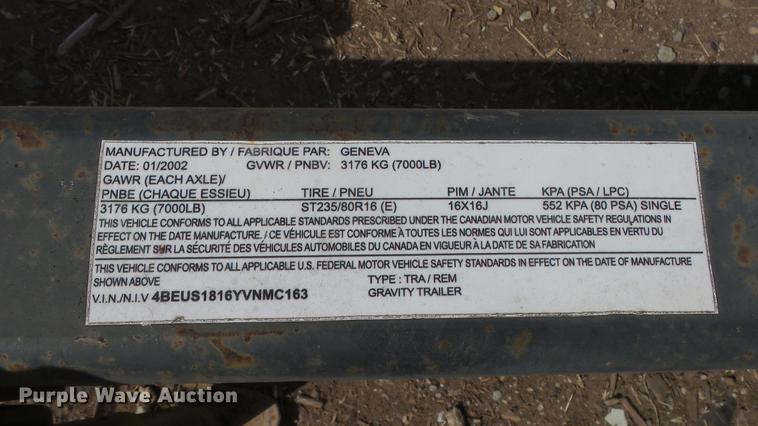 MANUFACTURED BY / FABRIQUE PAR: GENEVA
DATE: 01/2002 GVWR / PNBV: 3176 KG (7000LB)
GAWR (EACH AXLE)/
PNBE (CHAQUE ESSIEU) TIRE / PNEU PIM / JANTE KPA (PSA / LPC)
3176 KG (7000LB) ST235/80R16 (E) 16X16J 552 KPA (80 PSA) SINGLE
THIS VEHICLE CONFORMS TO ALL APPLICABLE STANDARDS PRESCRIBED UNDER THE CANADIAN MOTOR VEHICLE SAFETY REGULATIONS IN
EFFECT ON THE DATE MANUFACTURE. / CE VÉHICULE EST CONFORME À TOUTES LES NORMES QUI LUI SONT APPLICABLES EN VERTU DU
RÈGLEMENT SUR LA SÉCURITÉ DES VÉHICULES AUTOMOBILES DU CANADA EN VIGUEUR À LA DATE DE SA FABRICATION
THIS VEHICLE CONFORMS TO ALL APPLICABLE U.S. FEDERAL MOTOR VEHICLE SAFETY STANDARDS IN EFFECT ON THE DATE OF MANUFACTURE
SHOWN ABOVE TYPE : TRA / REM
V.I.N./N.I.V 4BEUS1816YVNMC163 GRAVITY TRAILER
Purple Wave Auction®